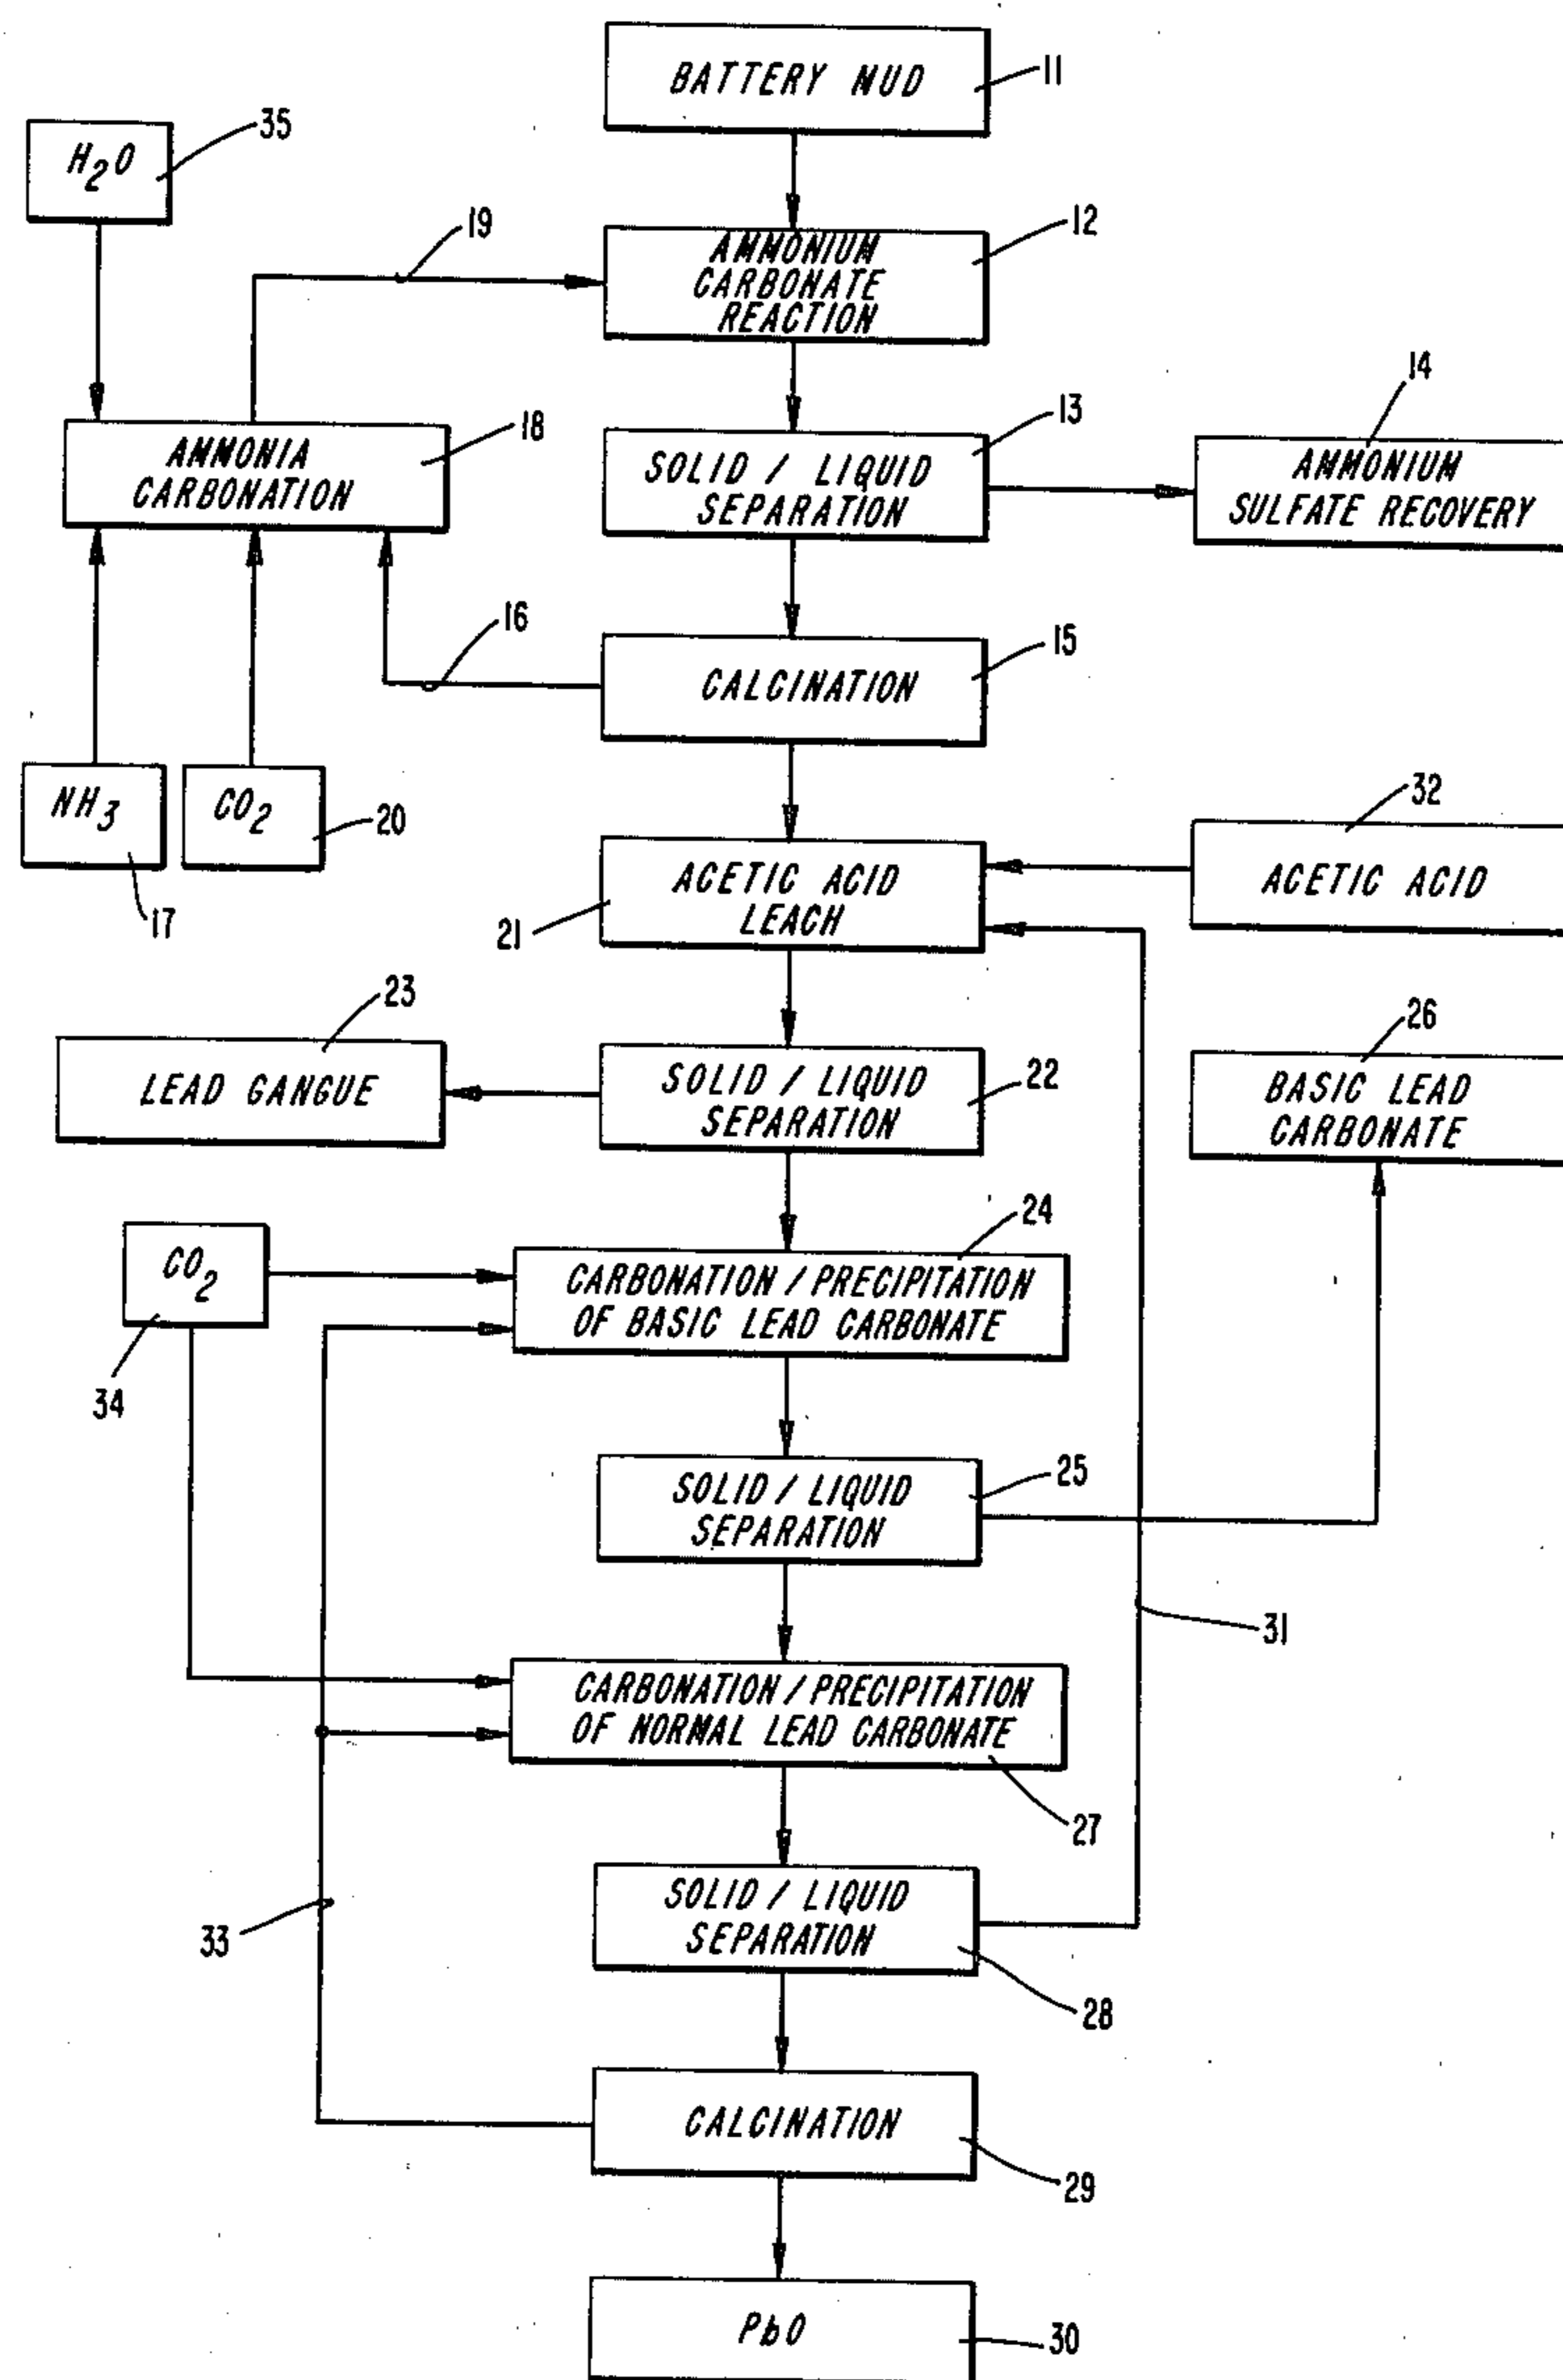 BATTERY MUD
11
35
H2O
19
12
AMMONIUM
CARBONATE
REACTION
14
13
18
AMMONIA
CARBONATION
SOLID / LIQUID
SEPARATION
AMMONIUM
SULFATE RECOVERY
16
15
CALCINATION
NH3
CO2
20
17
32
ACETIC ACID
LEACH
21
ACETIC ACID
23
26
LEAD GANGUE
SOLID / LIQUID
SEPARATION
22
BASIC LEAD
CARBONATE
24
CO2
34
CARBONATION / PRECIPITATION
OF BASIC LEAD CARBONATE
25
SOLID / LIQUID
SEPARATION
31
CARBONATION / PRECIPITATION
OF NORMAL LEAD CARBONATE
27
33
SOLID / LIQUID
SEPARATION
28
CALCINATION
29
PbO
30